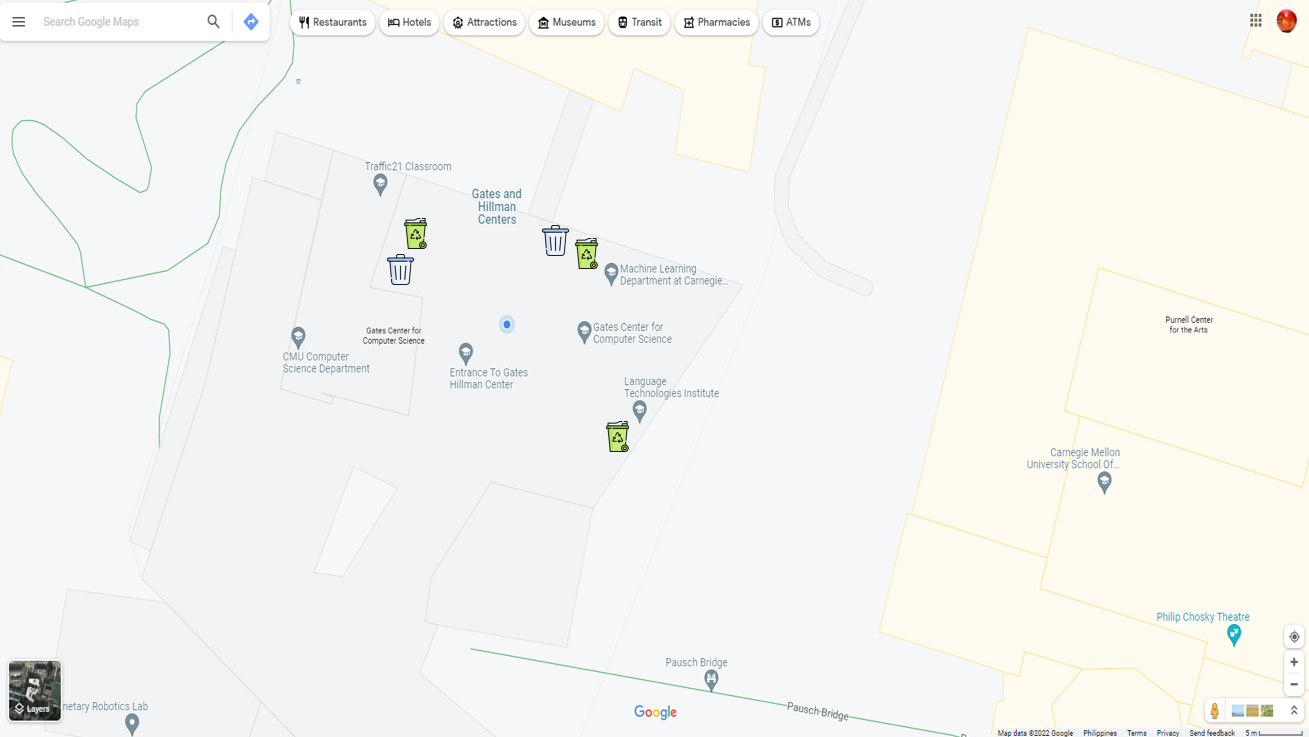 Search Google Maps
Restaurants
Hotels
Attractions
Museums
Transit
Pharmacies
ATMs
Traffic21 Classroom
Gates and
Hillman
Centers
Machine Learning
Department at Carnegie...
Gates Center for
Computer Science
Gates Center for
Computer Science
CMU Computer
Science Department
Entrance To Gates
Hillman Center
Language
Technologies Institute
Purnell Center
for the Arts
Carnegie Mellon
University School Of...
Philip Chosky Theatre
Pausch Bridge
Pausch Bridge
netary Robotics Lab
Layers
Google
Map data ©2022 Google
Philippines
Terms
Privacy
Send feedback
5 m